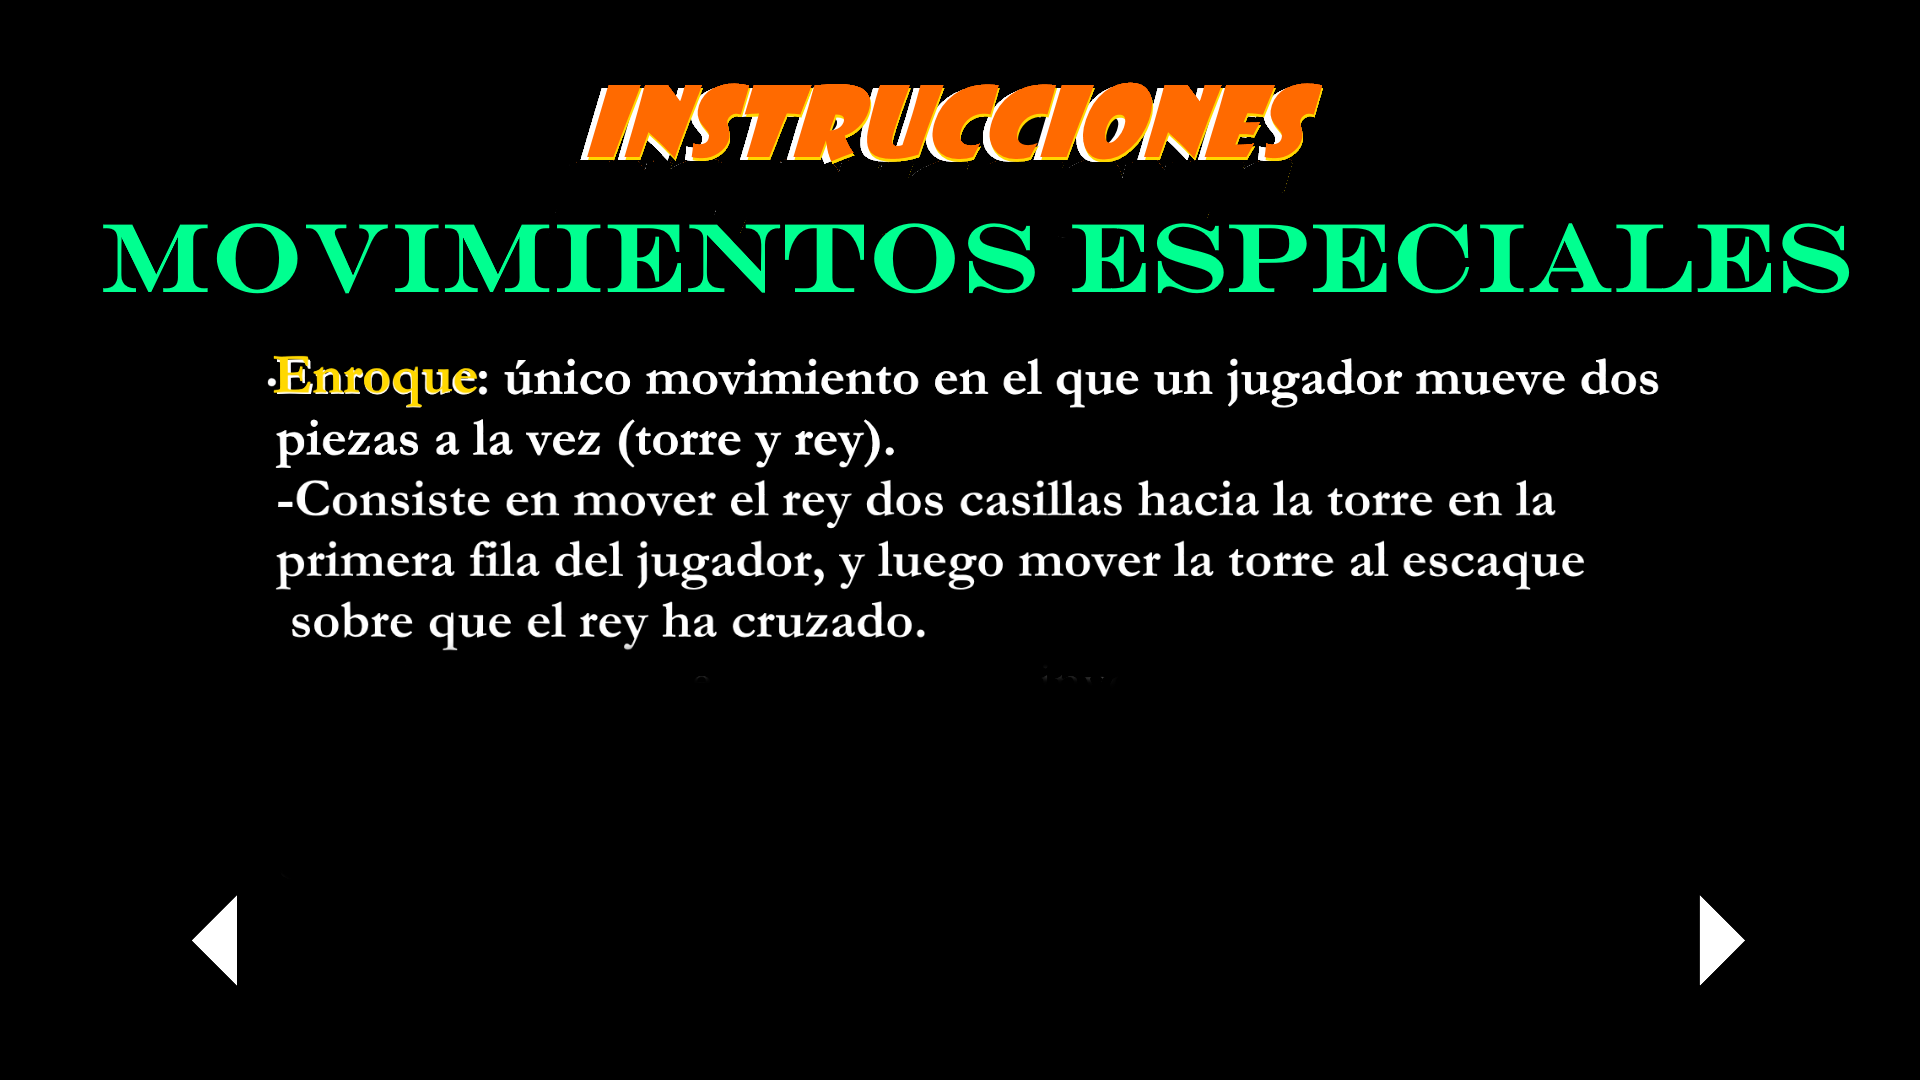 INSTRUCCIONES
MOVIMIENTOS ESPECIALES
·Enroque: único movimiento en el que un jugador mueve dos
piezas a la vez (torre y rey).
-Consiste en mover el rey dos casillas hacia la torre en la
primera fila del jugador, y luego mover la torre al escaque
sobre que el rey ha cruzado.